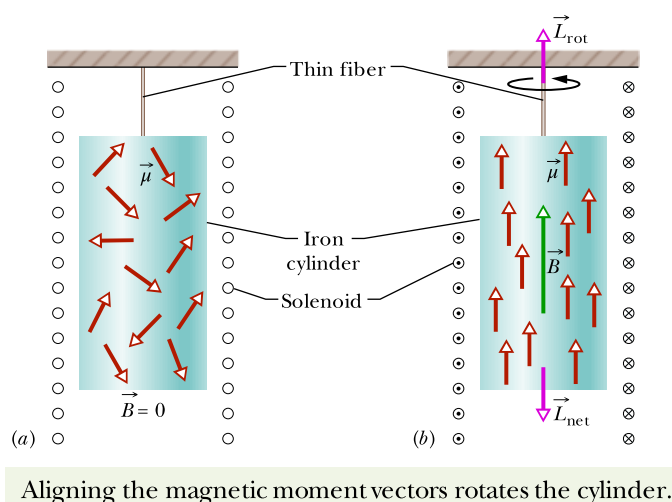 L rot
Thin fiber
μ
μ
Iron
cylinder
B
Solenoid
B = 0
L net
(a)
(b)
Aligning the magnetic moment vectors rotates the cylinder.